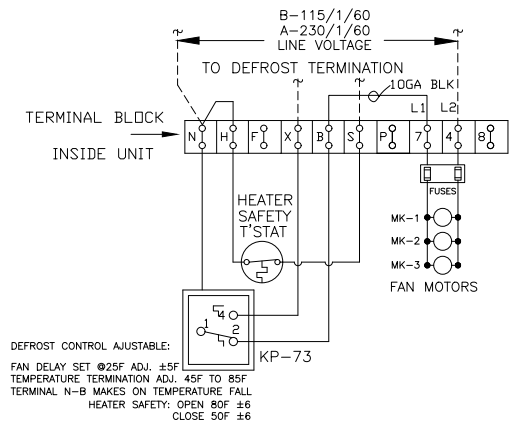 B-115/1/60
A-230/1/60
LINE VOLTAGE
TO DEFROST TERMINATION
10GA BLK
L1 L2
TERMINAL BLOCK
INSIDE UNIT
N H F X B S P 7 4 8
FUSES
HEATER
SAFETY
T'STAT
MK-1
MK-2
MK-3
FAN MOTORS
4
1 2
KP-73
DEFROST CONTROL AJUSTABLE:
FAN DELAY SET @25F ADJ. ±5F
TEMPERATURE TERMINATION ADJ. 45F TO 85F
TERMINAL N-B MAKES ON TEMPERATURE FALL
HEATER SAFETY: OPEN 80F ±6
CLOSE 50F ±6